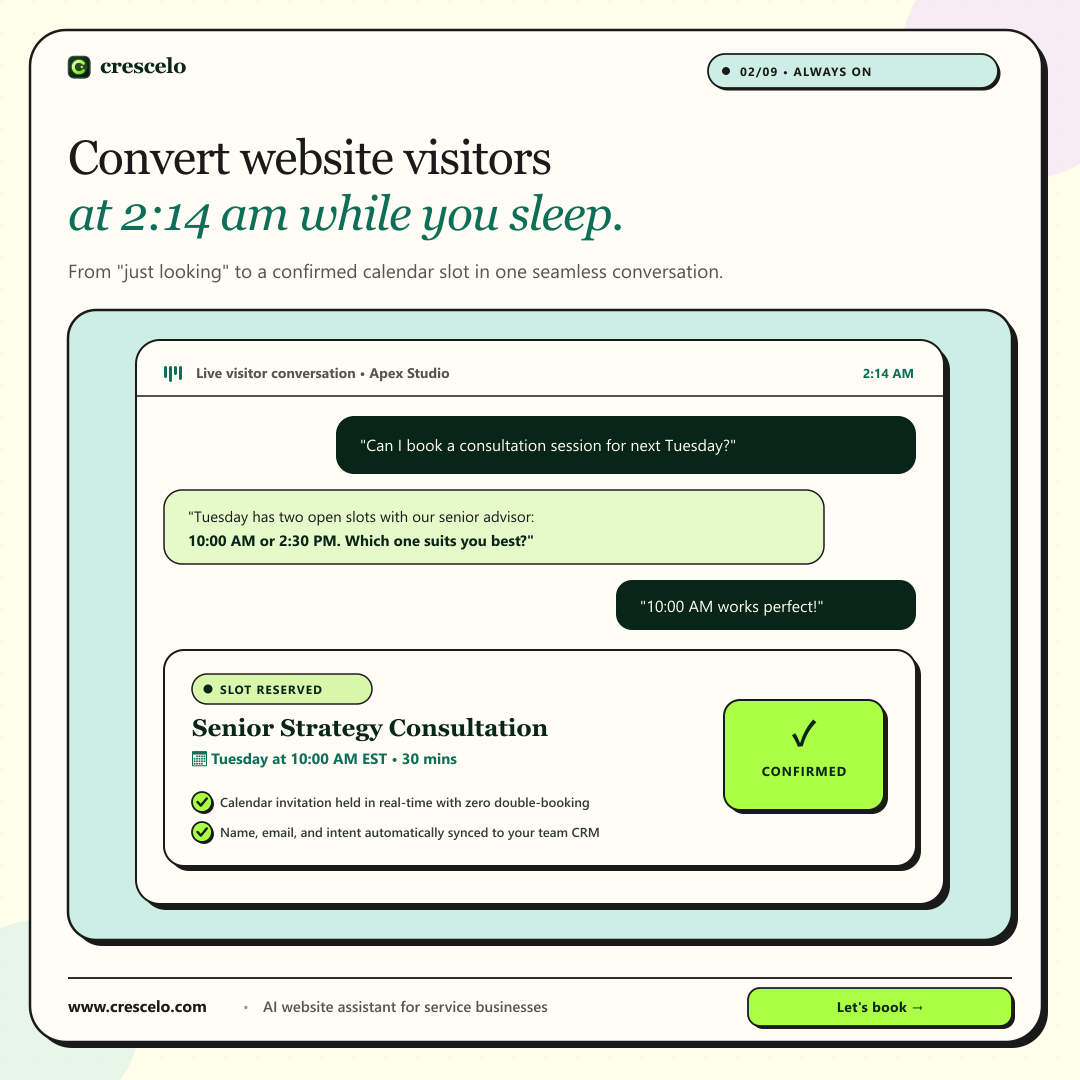 crescelo
02/09 • ALWAYS ON
Convert website visitors
at 2:14 am while you sleep.
From "just looking" to a confirmed calendar slot in one seamless conversation.
Live visitor conversation • Apex Studio
2:14 AM
"Can I book a consultation session for next Tuesday?"
"Tuesday has two open slots with our senior advisor:
10:00 AM or 2:30 PM. Which one suits you best?"
"10:00 AM works perfect!"
SLOT RESERVED
Senior Strategy Consultation
Tuesday at 10:00 AM EST • 30 mins
Calendar invitation held in real-time with zero double-booking
Name, email, and intent automatically synced to your team CRM
✓
CONFIRMED
www.crescelo.com • AI website assistant for service businesses
Let's book →